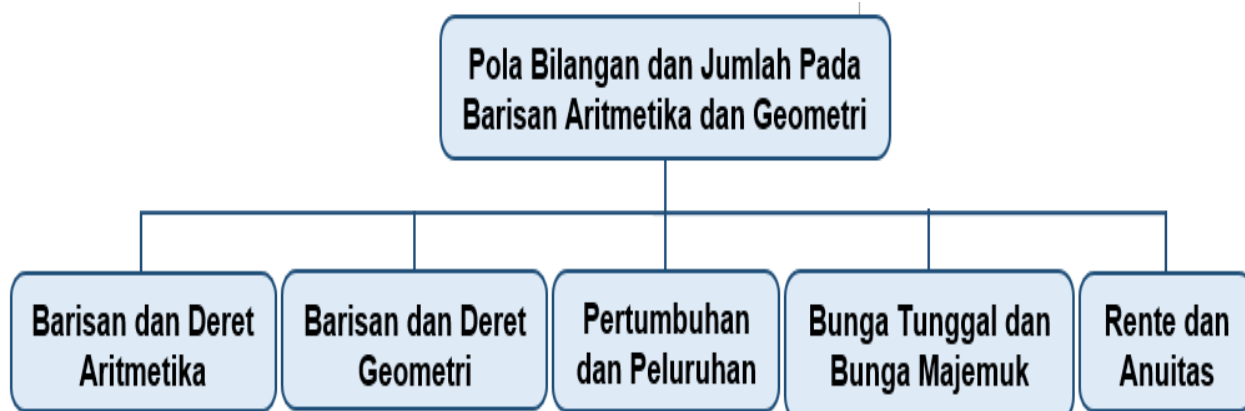 Pola Bilangan dan Jumlah Pada
Barisan Aritmetika dan Geometri
Barisan dan Deret
Aritmetika
Barisan dan Deret
Geometri
Pertumbuhan
dan Peluruhan
Bunga Tunggal dan
Bunga Majemuk
Rente dan
Anuitas